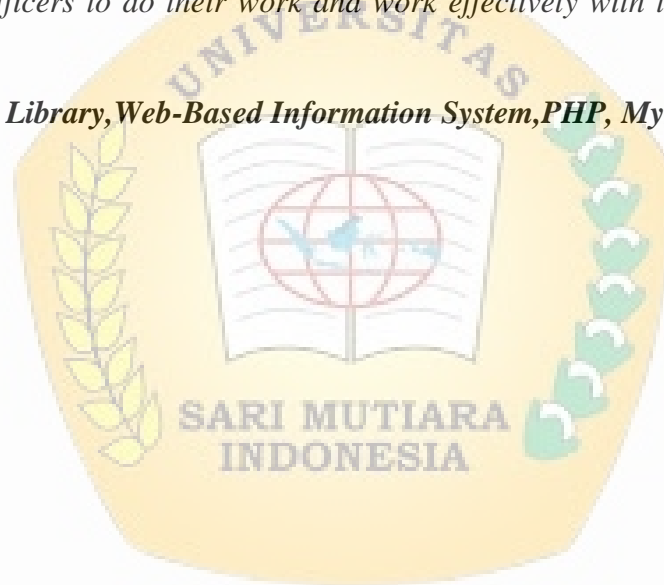 officers to do their work and work effectively with
UNIVERSITAS
Library,Web-Based Information System,PHP, My
SARI MUTIARA
INDONESIA